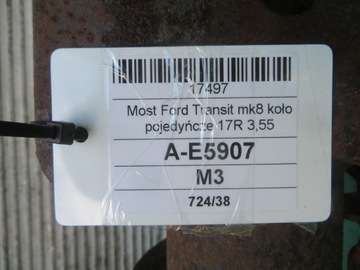 17497
Most Ford Transit mk8 koło
pojedyńcze 17R 3,55
A-E5907
M3
724/38